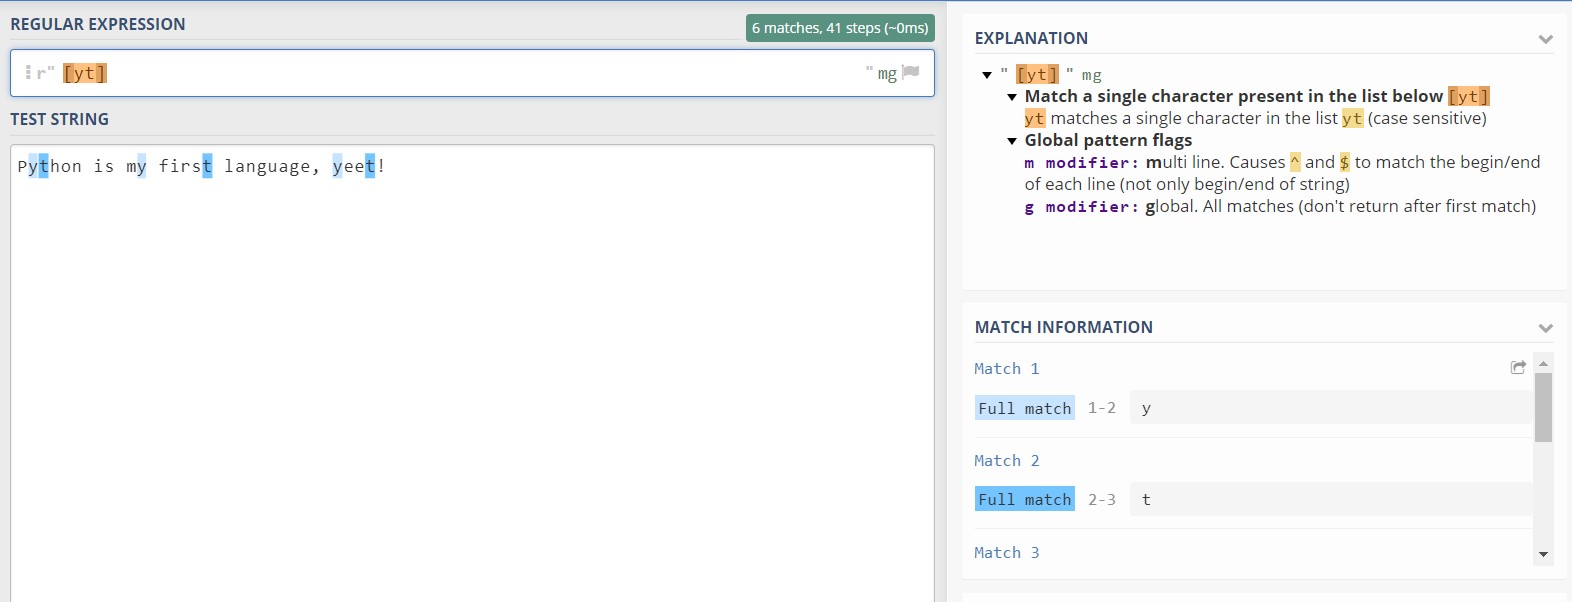 REGULAR EXPRESSION
6 matches, 41 steps (~0ms)
r" [yt] " mg
TEST STRING
Python is my first language, yeet!
EXPLANATION
" [yt] " mg
Match a single character present in the list below [yt]
yt matches a single character in the list yt (case sensitive)
Global pattern flags
m modifier: multi line. Causes ^ and $ to match the begin/end
of each line (not only begin/end of string)
g modifier: global. All matches (don't return after first match)
MATCH INFORMATION
Match 1
Full match 1-2 y
Match 2
Full match 2-3 t
Match 3